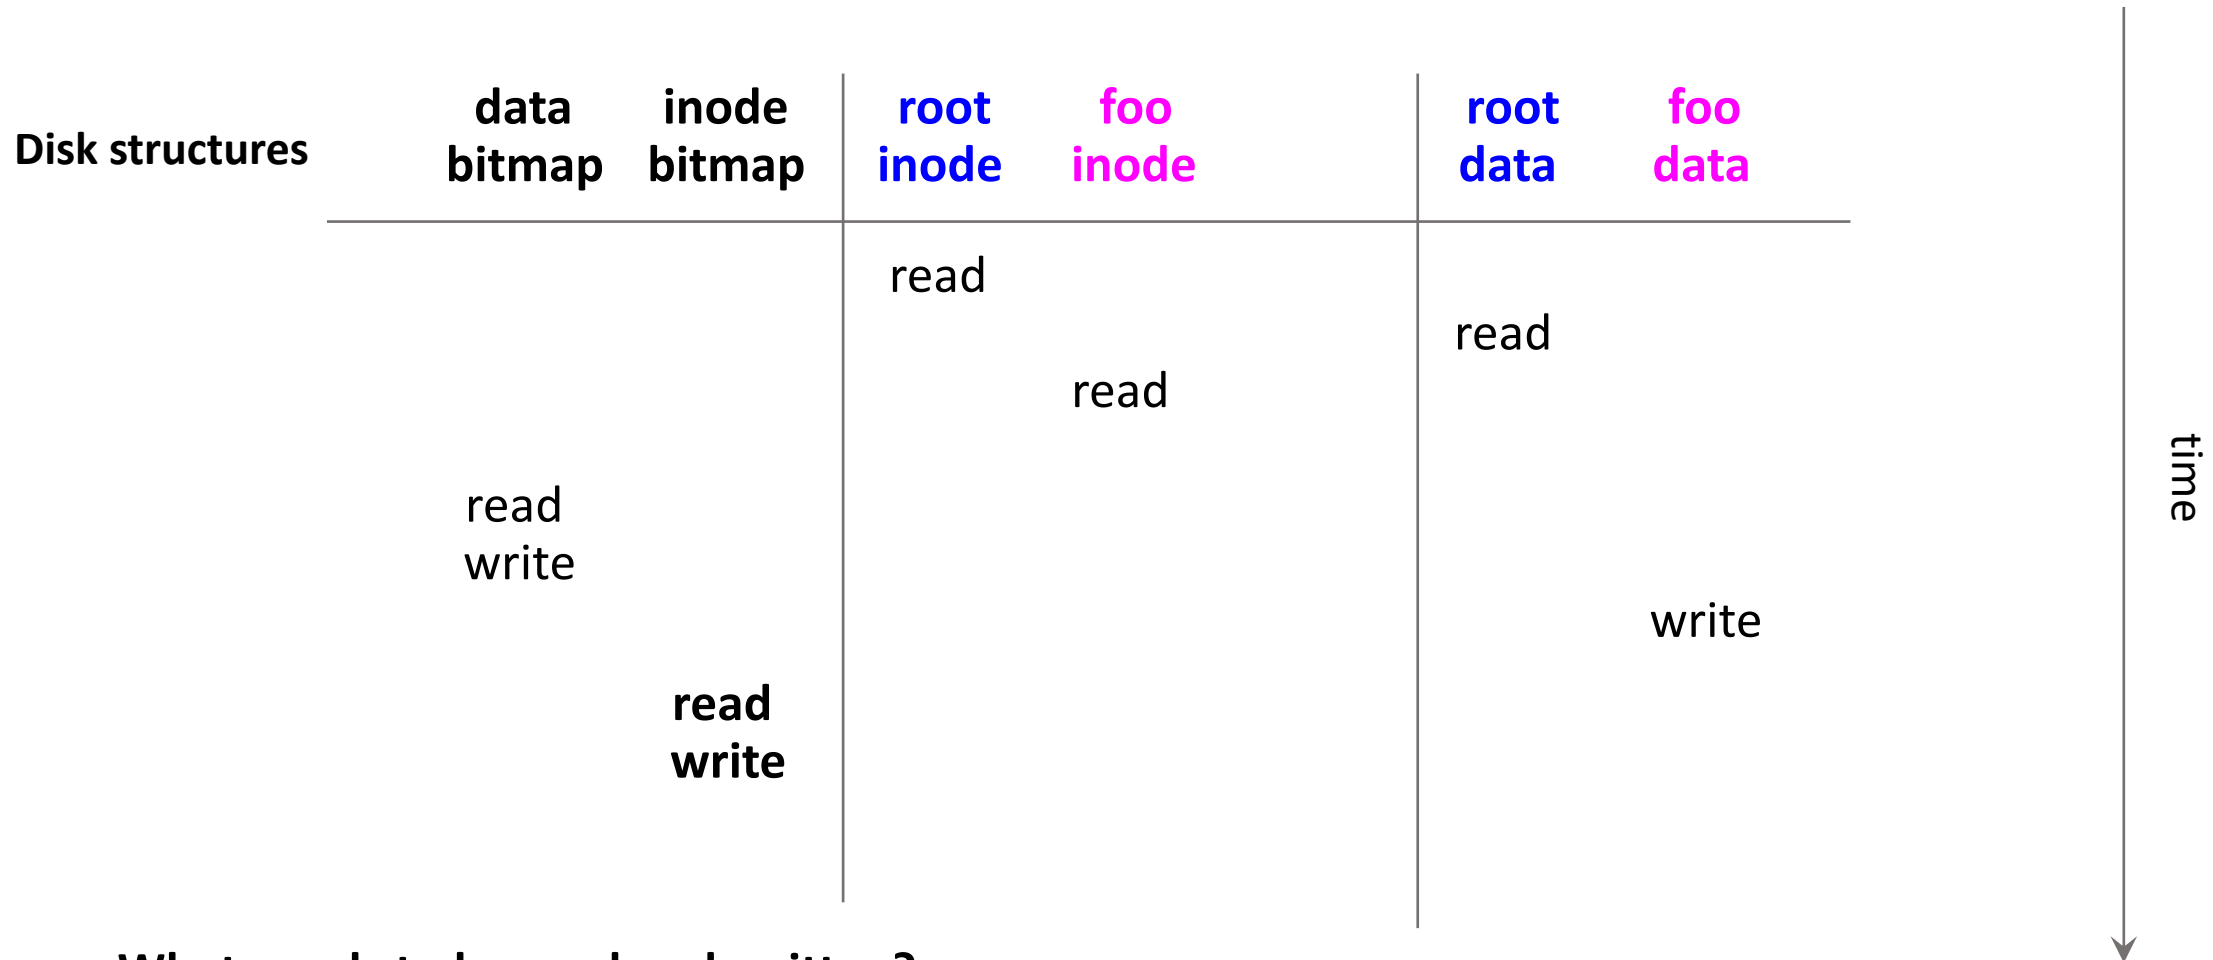 data inode root foo root foo
Disk structures
bitmap bitmap inode inode data data
read
read
read
time
read
write
write
read
write